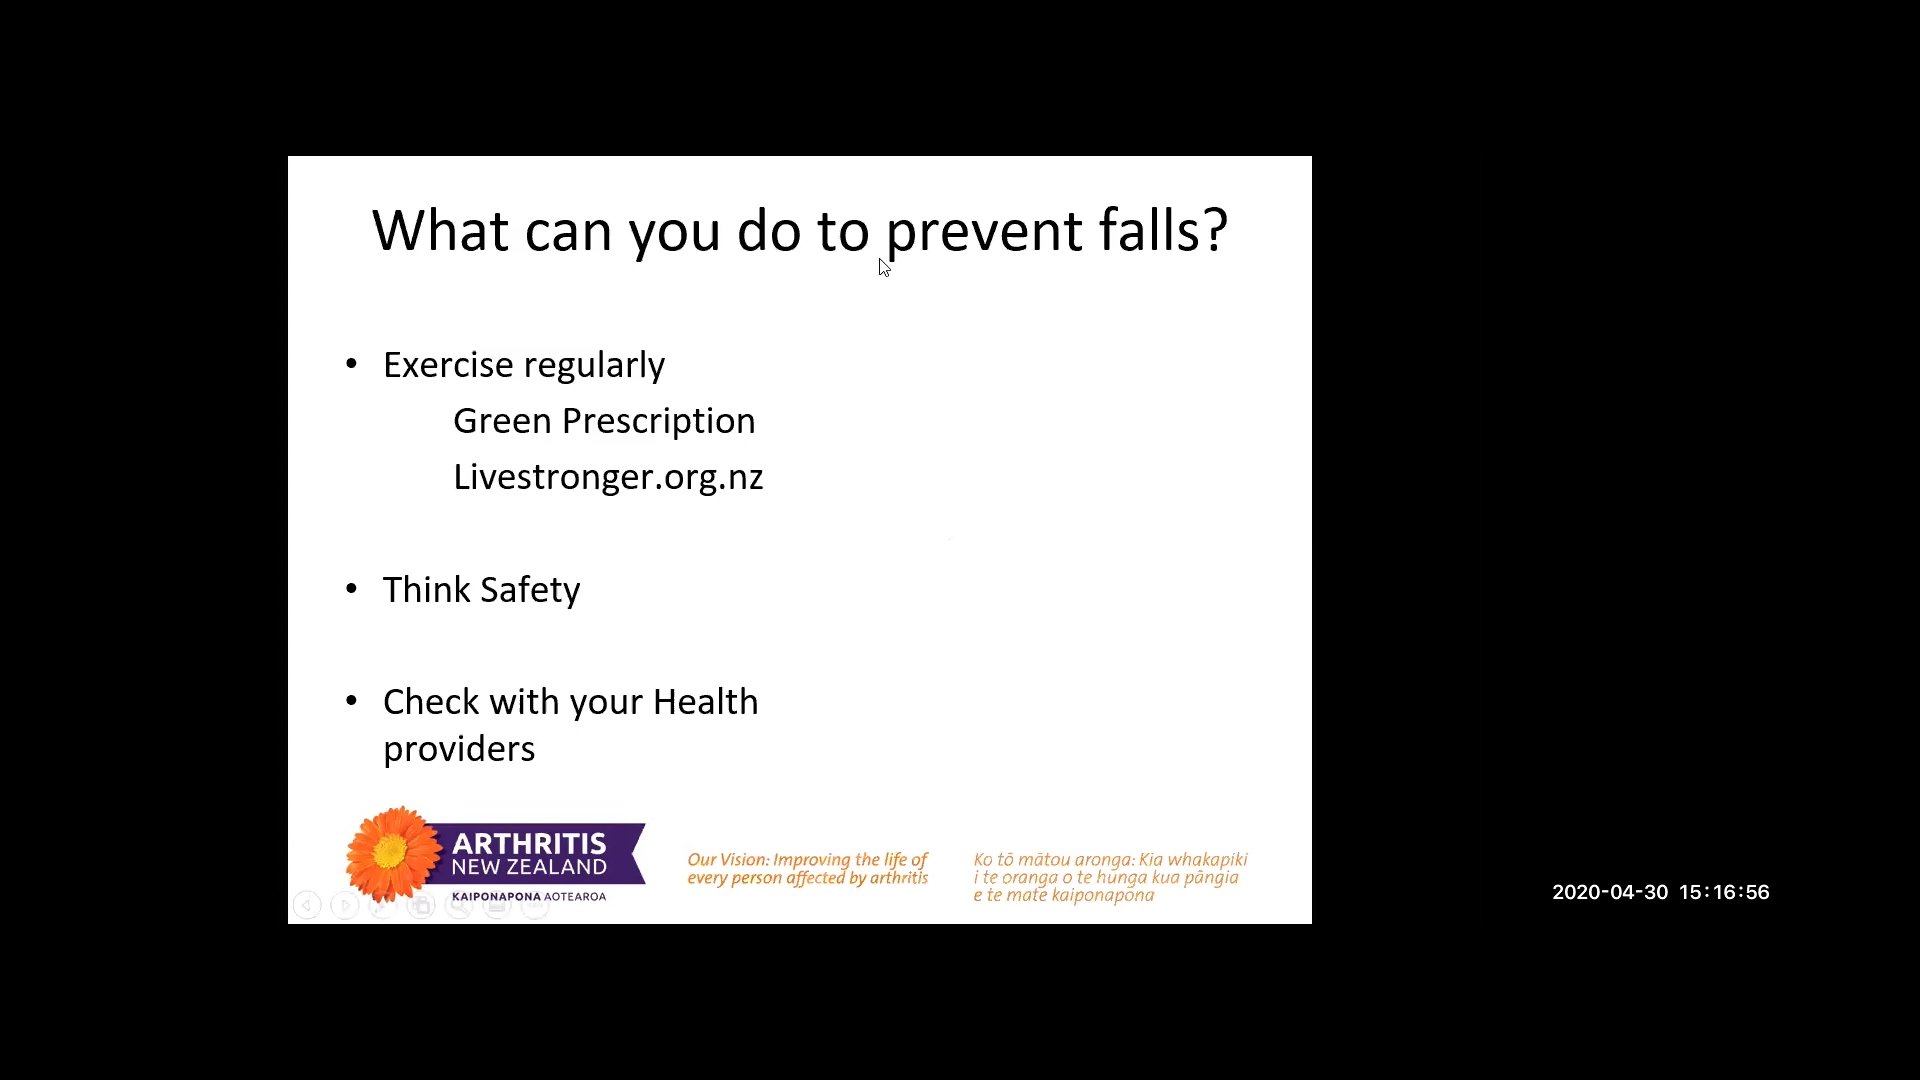 What can you do to prevent falls?
• Exercise regularly
Green Prescription
Livestronger.org.nz
• Think Safety
• Check with your Health
providers
ARTHRITIS
NEW ZEALAND
KAIPONAPONA AOTEAROA
Our Vision: Improving the life of
every person affected by arthritis
Ko tō mātou aronga: Kia whakapiki
i te oranga o te hunga kua pāngia
e te mate kaiponapona
2020-04-30 15:16:56